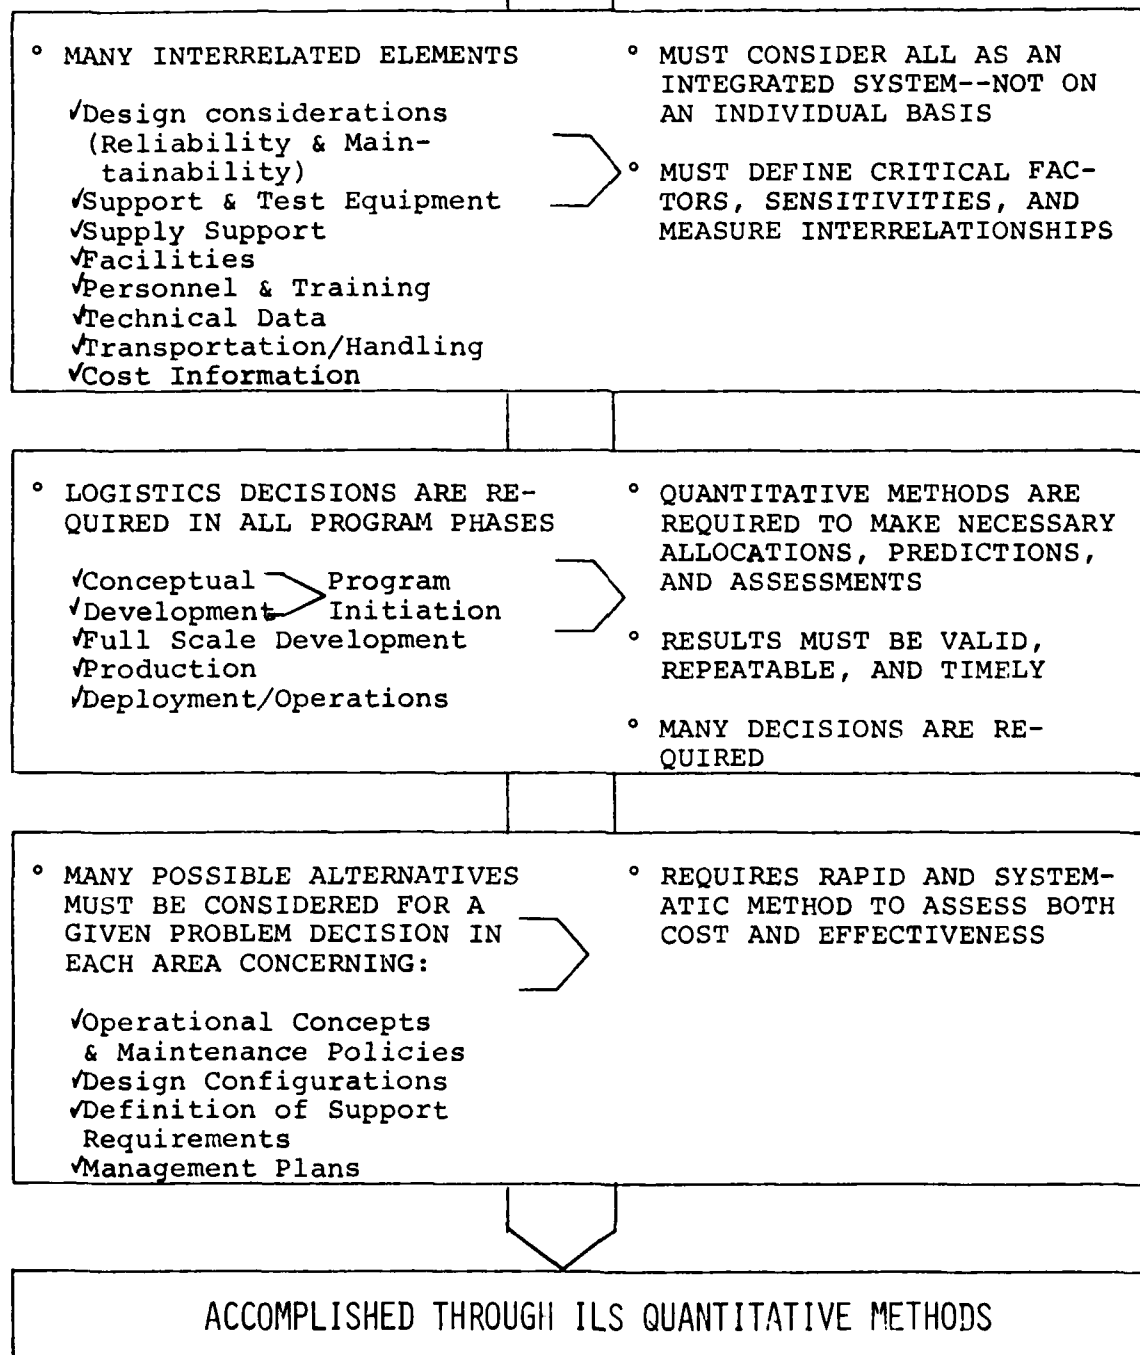 ° MANY INTERRELATED ELEMENTS
✓Design considerations
(Reliability & Main-
tainability)
✓Support & Test Equipment
✓Supply Support
✓Facilities
✓Personnel & Training
✓Technical Data
✓Transportation/Handling
✓Cost Information
° MUST CONSIDER ALL AS AN
INTEGRATED SYSTEM--NOT ON
AN INDIVIDUAL BASIS
° MUST DEFINE CRITICAL FAC-
TORS, SENSITIVITIES, AND
MEASURE INTERRELATIONSHIPS
° LOGISTICS DECISIONS ARE RE-
QUIRED IN ALL PROGRAM PHASES
✓Conceptual
✓Development
Program
Initiation
✓Full Scale Development
✓Production
✓Deployment/Operations
° QUANTITATIVE METHODS ARE
REQUIRED TO MAKE NECESSARY
ALLOCATIONS, PREDICTIONS,
AND ASSESSMENTS
° RESULTS MUST BE VALID,
REPEATABLE, AND TIMELY
° MANY DECISIONS ARE RE-
QUIRED
° MANY POSSIBLE ALTERNATIVES
MUST BE CONSIDERED FOR A
GIVEN PROBLEM DECISION IN
EACH AREA CONCERNING:
✓Operational Concepts
& Maintenance Policies
✓Design Configurations
✓Definition of Support
Requirements
✓Management Plans
° REQUIRES RAPID AND SYSTEM-
ATIC METHOD TO ASSESS BOTH
COST AND EFFECTIVENESS
ACCOMPLISHED THROUGH ILS QUANTITATIVE METHODS